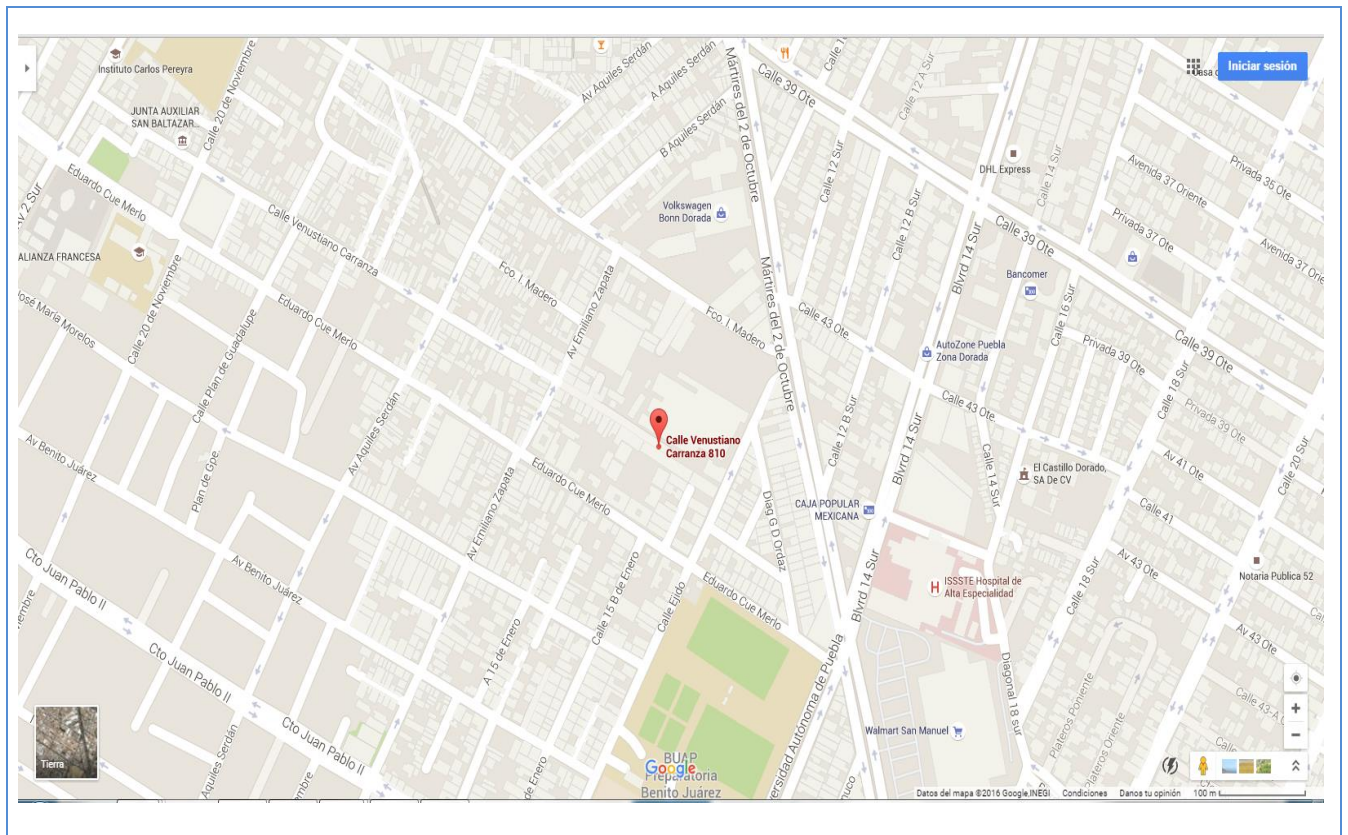 Instituto Carlos Pereyra
Calle 20 de Noviembre
Av Aquiles Serdán
A Aquiles Serdán
Mártires del 2 de Octubre
Calle 39 Ote
Calle 12 A Sur
Iniciar sesión
JUNTA AUXILIAR
SAN BALTAZAR...
B Aquiles Serdán
Calle 12 Sur
DHL Express
Calle 14 Sur
Avenida 37 Oriente
Privada 35 Ote
Eduardo Cue Merlo
Calle Venustiano Carranza
Volkswagen
Bonn Dorada
Calle 12 B Sur
Calle 39 Ote
Privada 37 Ote
Avenida 37 Orie
ALIANZA FRANCESA
Calle 20 de Noviembre
Fco. I. Madero
Av Emiliano Zapata
Mártires del 2 de Octubre
Blvrd 14 Sur
Bancomer
José María Morelos
Calle Plan de Guadalupe
Eduardo Cue Merlo
Fco. I. Madero
Calle 43 Ote
Calle 16 Sur
AutoZone Puebla
Zona Dorada
Privada 39 Ote
Calle 39 Ote
Av Aquiles Serdán
Calle 12 B Sur
Calle 43 Ote
Calle 18 Sur
Privada 39 Ote
Av Benito Juárez
Plan de Gpe.
Calle Venustiano
Carranza 810
Eduardo Cue Merlo
Blvrd 14 Sur
Calle 14 Sur
El Castillo Dorado,
SA De CV
Av 41 Ote
Calle 20 Sur
Av Emiliano Zapata
Diag G D Ordaz
CAJA POPULAR
MEXICANA
Calle 41
Cto Juan Pablo II
Av Benito Juárez
Calle 15 B de Enero
Calle Ejido
Eduardo Cue Merlo
Blvrd 14 Sur
ISSSTE Hospital de
Alta Especialidad
Calle 18 Sur
Av 43 Ote
Notaria Publica 52
Cto Juan Pablo II
A 15 de Enero
Diagonal 18 sur
Av 43 Ote
Plateros Poniente
Plateros Oriente
Calle 43-A
Cto Juan Pablo II
Walmart San Manuel
Tierra
Aquiles Serdán
de Enero
BUAP
Preparatoria
Benito Juárez
Google
ersidad Autónoma de Puebla
Datos del mapa ©2016 Google, INEGI Condiciones Danos tu opinión 100 m